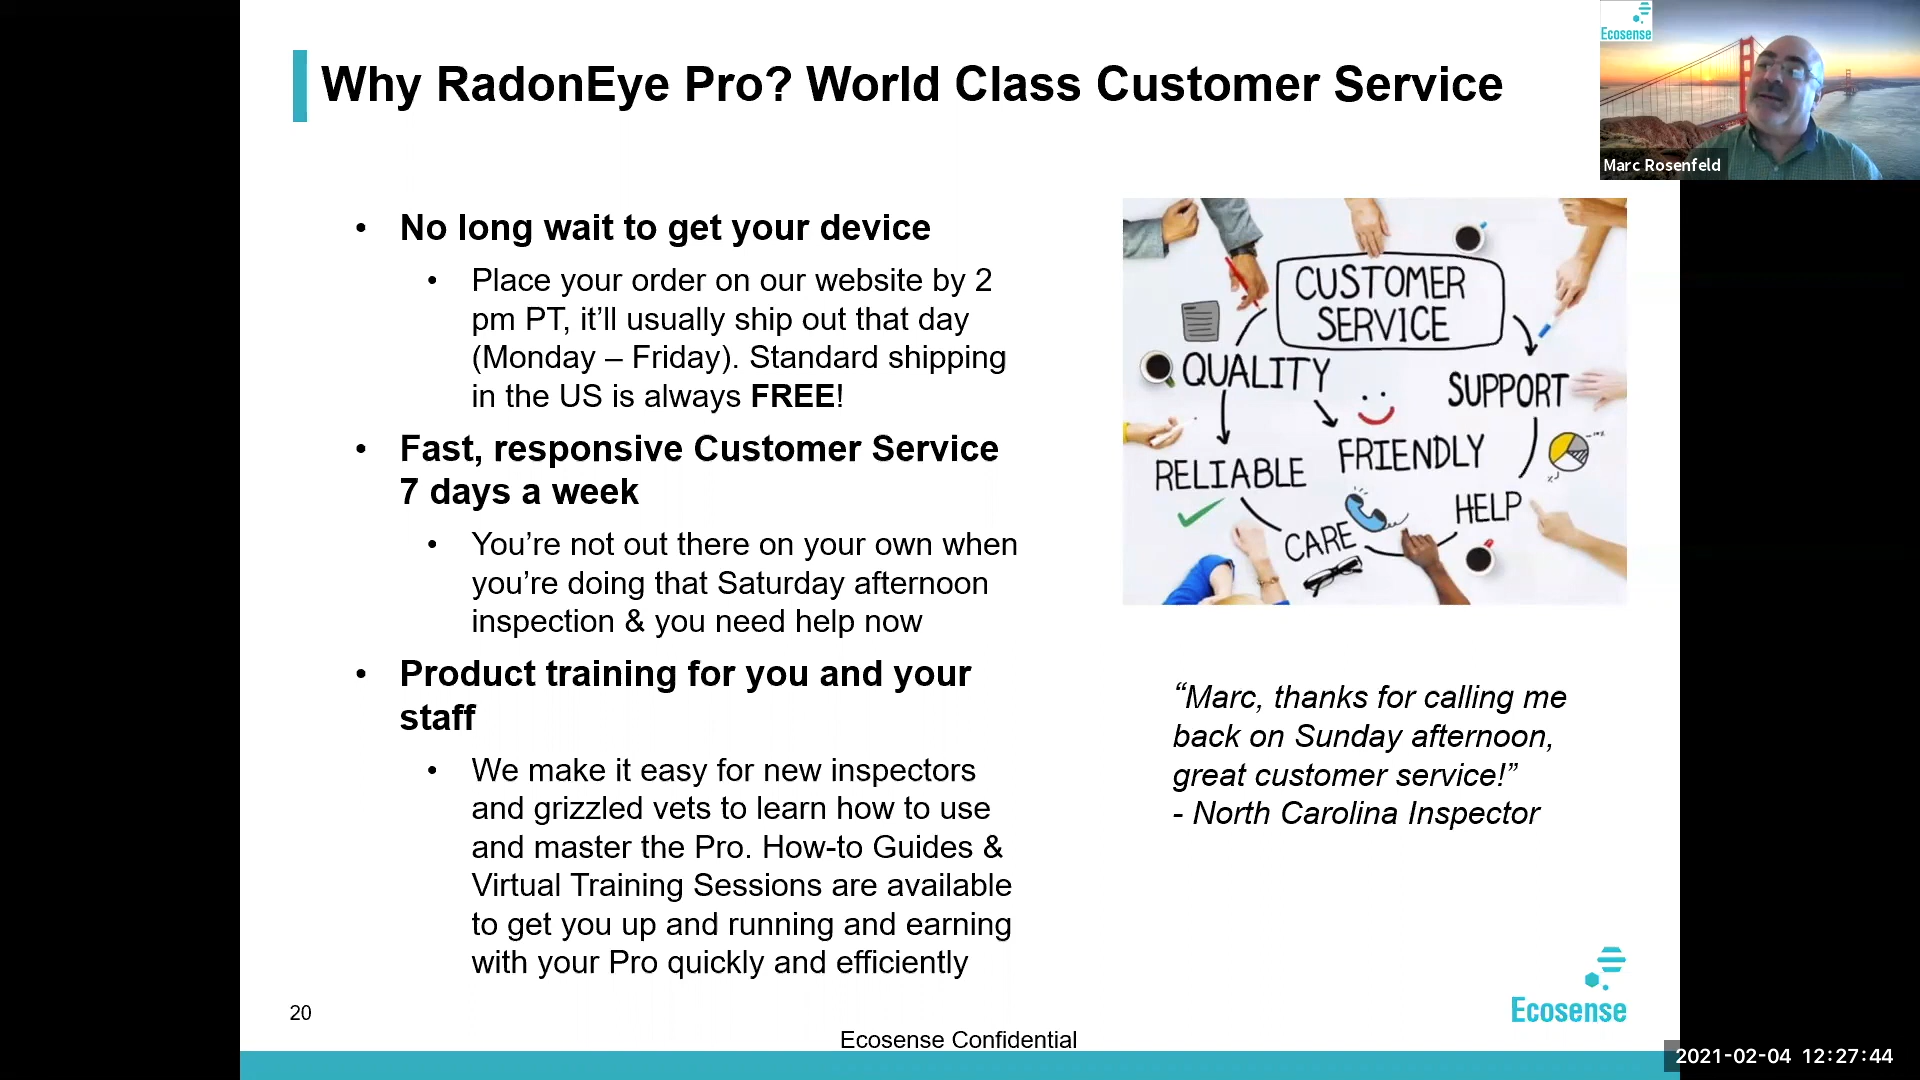 Why RadonEye Pro? World Class Customer Service
Ecosense
Marc Rosenfeld
• No long wait to get your device
• Place your order on our website by 2
pm PT, it’ll usually ship out that day
(Monday – Friday). Standard shipping
in the US is always FREE!
• Fast, responsive Customer Service
7 days a week
• You’re not out there on your own when
you’re doing that Saturday afternoon
inspection & you need help now
• Product training for you and your
staff
• We make it easy for new inspectors
and grizzled vets to learn how to use
and master the Pro. How-to Guides &
Virtual Training Sessions are available
to get you up and running and earning
with your Pro quickly and efficiently
CUSTOMER
SERVICE
QUALITY
SUPPORT
FRIENDLY
RELIABLE
HELP
CARE
“Marc, thanks for calling me
back on Sunday afternoon,
great customer service!”
- North Carolina Inspector
Ecosense
20
Ecosense Confidential
2021-02-04 12:27:44